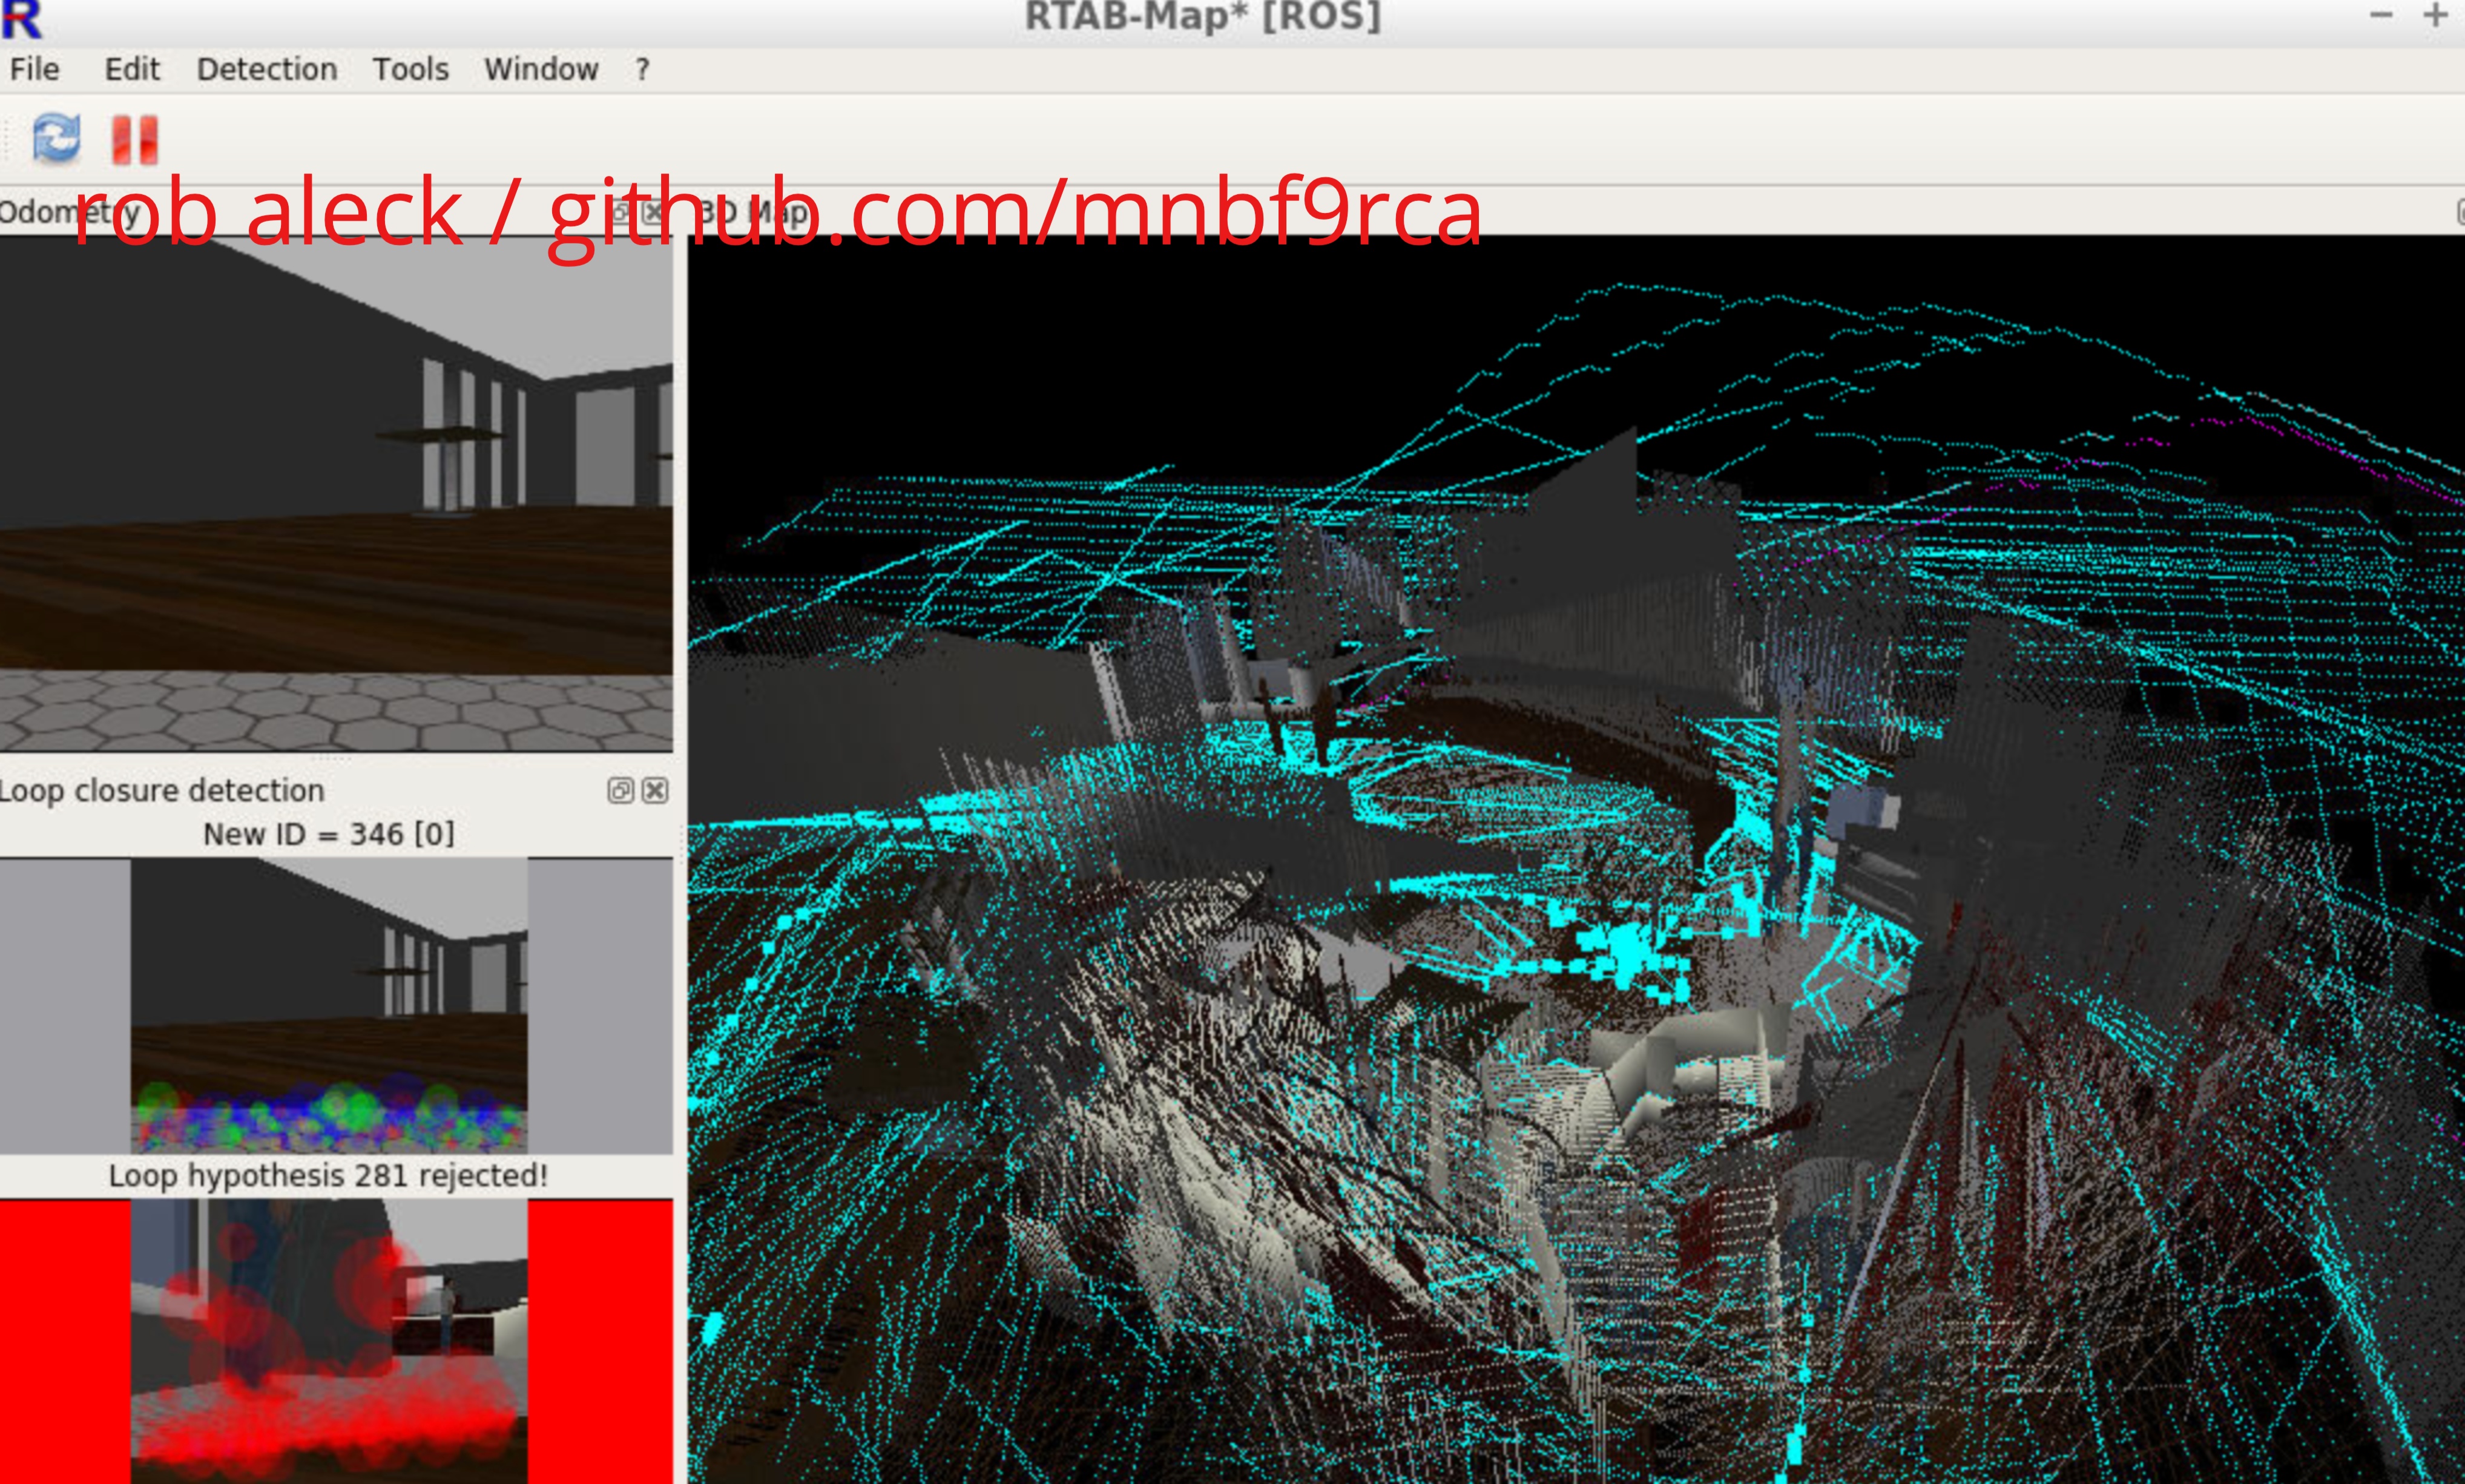 R
RTAB-Map* [ROS]
File Edit Detection Tools Window ?
rob aleck / github.com/mnbf9rca
Odometry
3D Map
Loop closure detection
New ID = 346 [0]
Loop hypothesis 281 rejected!